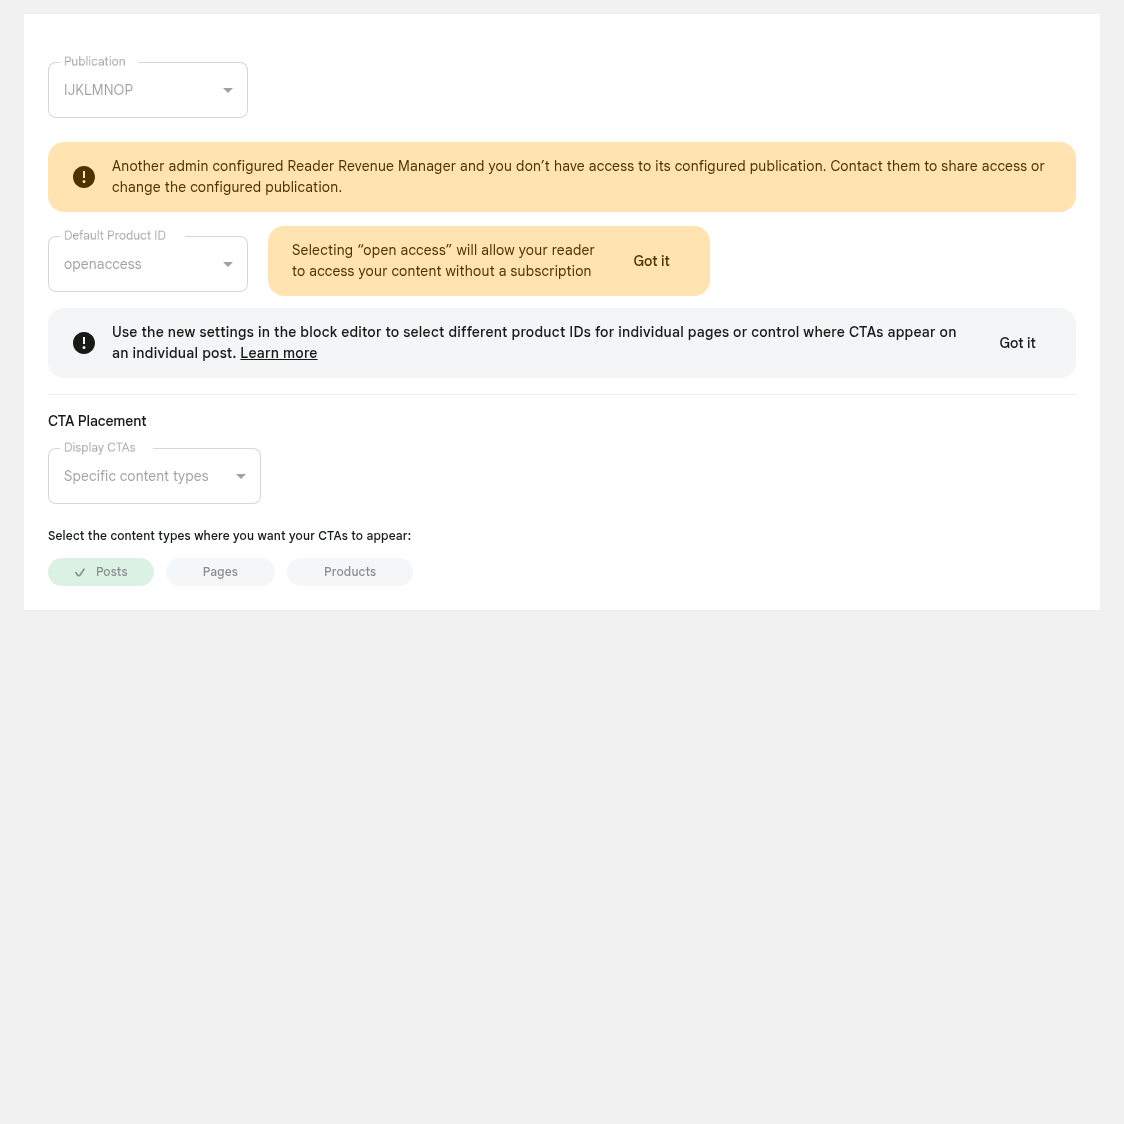 Publication
IJKLMNOP
Another admin configured Reader Revenue Manager and you don’t have access to its configured publication. Contact them to share access or
change the configured publication.
Default Product ID
openaccess
Selecting “open access” will allow your reader
to access your content without a subscription
Got it
Use the new settings in the block editor to select different product IDs for individual pages or control where CTAs appear on
an individual post. Learn more
Got it
CTA Placement
Display CTAs
Specific content types
Select the content types where you want your CTAs to appear:
Posts
Pages
Products